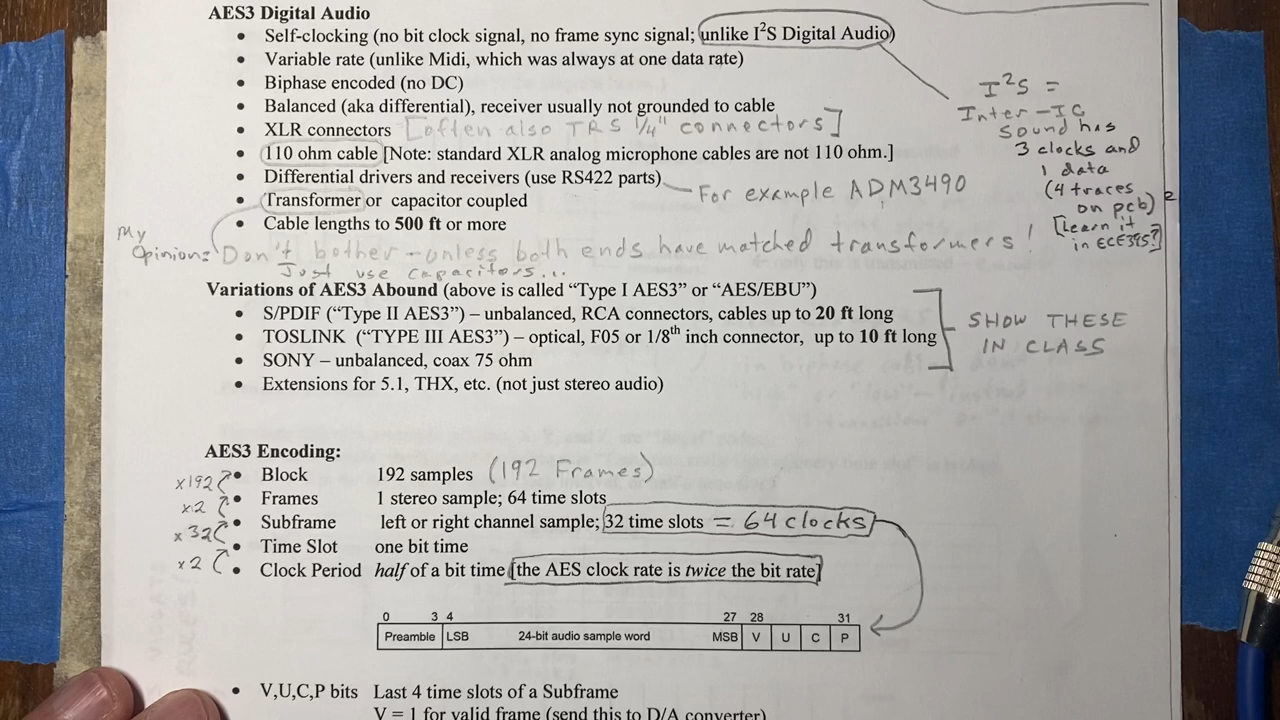 AES3 Digital Audio
• Self-clocking (no bit clock signal, no frame sync signal; unlike I²S Digital Audio)
• Variable rate (unlike Midi, which was always at one data rate)
• Biphase encoded (no DC)
• Balanced (aka differential), receiver usually not grounded to cable
• XLR connectors [often also TRS 1/4" connectors]
• 110 ohm cable [Note: standard XLR analog microphone cables are not 110 ohm.]
• Differential drivers and receivers (use RS422 parts) — For example ADM3490
• Transformer or capacitor coupled
• Cable lengths to 500 ft or more
I²S =
Inter-IC
Sound has
3 clocks and
1 data
(4 traces
on pcb)
[Learn it
in ECE395?]
My
Opinion: Don't bother - unless both ends have matched transformers!
Just use capacitors...
Variations of AES3 Abound (above is called “Type I AES3” or “AES/EBU”)
• S/PDIF (“Type II AES3”) – unbalanced, RCA connectors, cables up to 20 ft long
• TOSLINK (“TYPE III AES3”) – optical, F05 or 1/8th inch connector, up to 10 ft long
• SONY – unbalanced, coax 75 ohm
• Extensions for 5.1, THX, etc. (not just stereo audio)
SHOW THESE
IN CLASS
AES3 Encoding:
• Block 192 samples (192 Frames)
x192
• Frames 1 stereo sample; 64 time slots
x2
• Subframe left or right channel sample; 32 time slots = 64 clocks
x32
• Time Slot one bit time
x2
• Clock Period half of a bit time [the AES clock rate is twice the bit rate]
0 3 4 27 28 31
Preamble LSB 24-bit audio sample word MSB V U C P
• V,U,C,P bits Last 4 time slots of a Subframe
V = 1 for valid frame (send this to D/A converter)